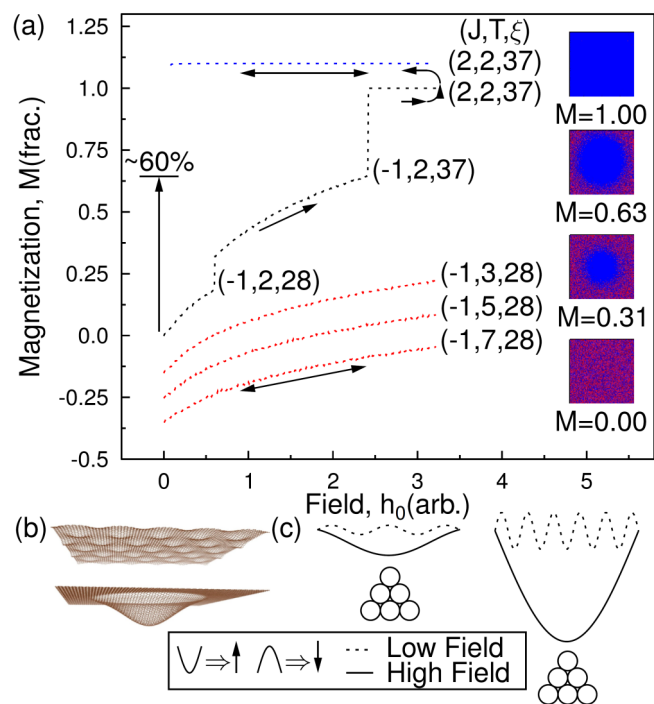 (a)
(J,T,ξ)
1.25
(2,2,37)
1.0
(2,2,37)
M=1.00
0.75
~60%
(-1,2,37)
0.5
M=0.63
0.25
(-1,2,28)
(-1,3,28)
0.0
(-1,5,28)
M=0.31
(-1,7,28)
-0.25
M=0.00
-0.5
Magnetization, M(frac.)
0 1 2 3 4 5
Field, h0(arb.)
(b)
(c)
⇒ ⇒ Low Field
High Field